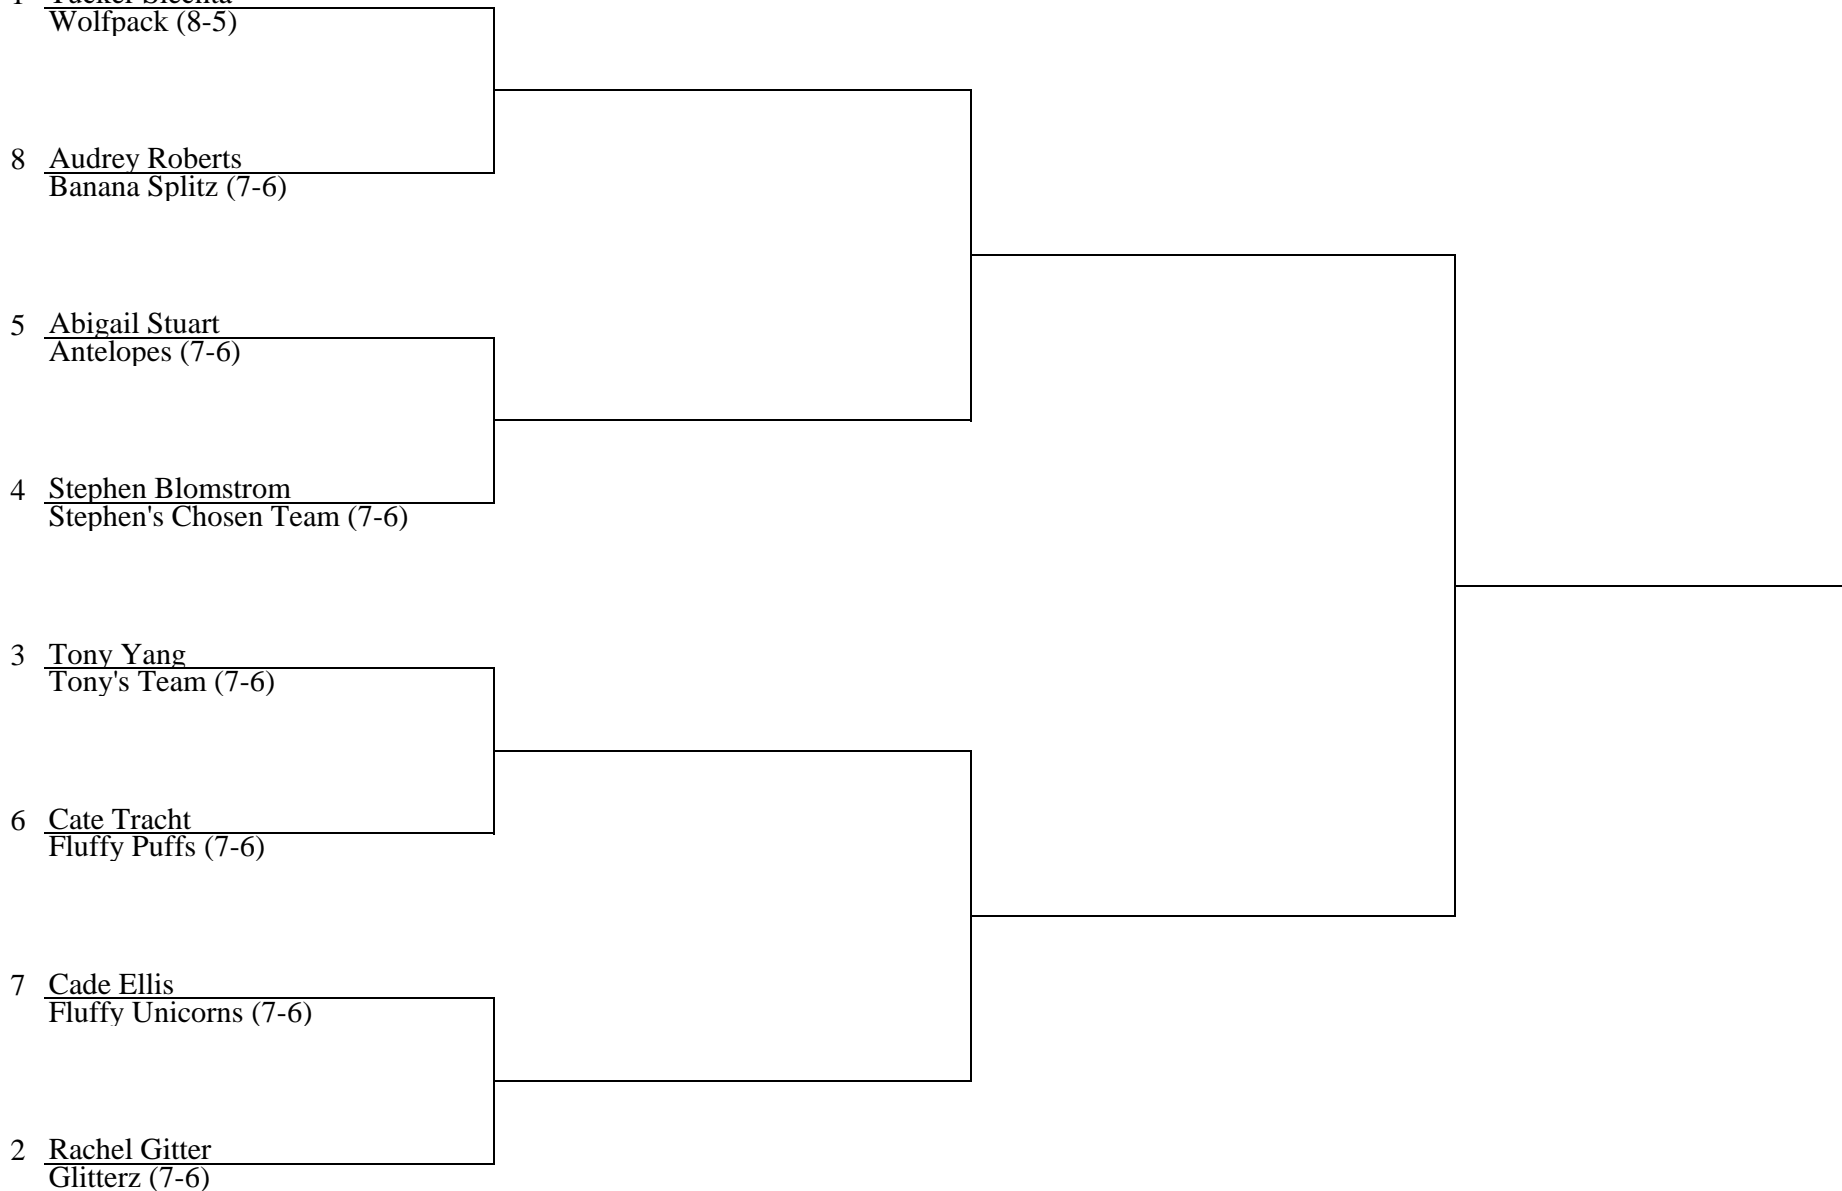 Wolfpack (8-5)
8 Audrey Roberts
Banana Splitz (7-6)
5 Abigail Stuart
Antelopes (7-6)
4 Stephen Blomstrom
Stephen's Chosen Team (7-6)
3 Tony Yang
Tony's Team (7-6)
6 Cate Tracht
Fluffy Puffs (7-6)
7 Cade Ellis
Fluffy Unicorns (7-6)
2 Rachel Gitter
Glitterz (7-6)